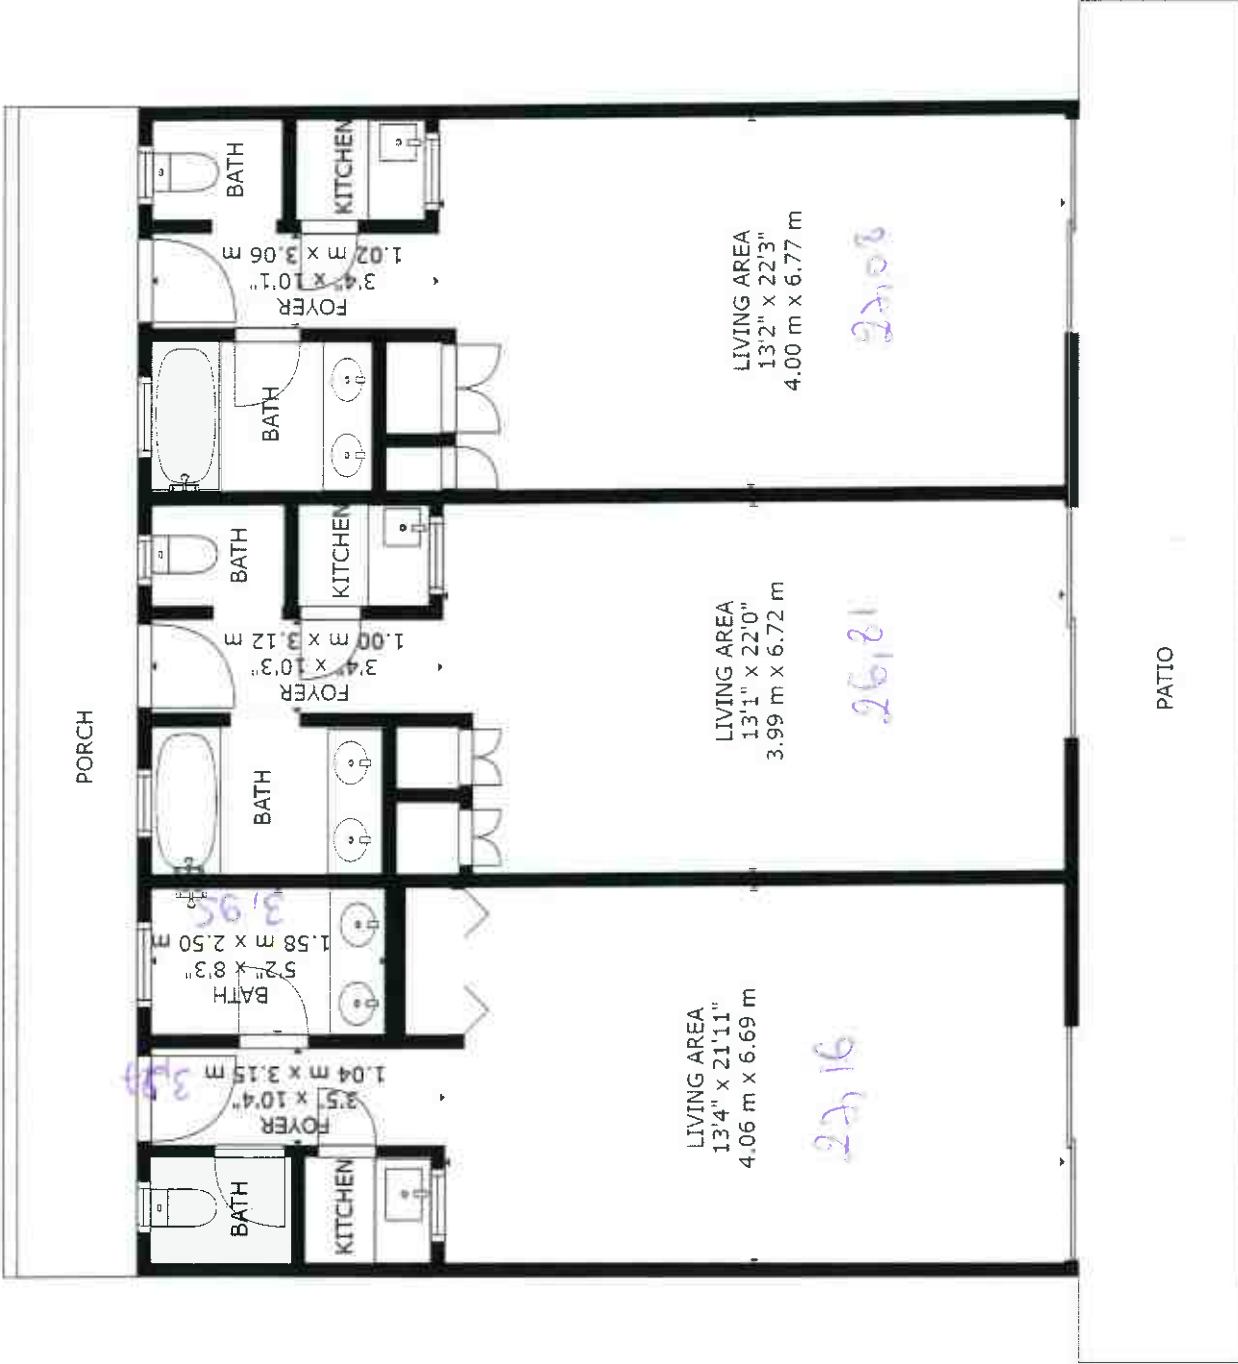 PORCH
BATH
KITCHEN
FOYER
3'5" x 10'4"
1.04 m x 3.15 m
3,27
BATH
5'2" x 8'3"
1.58 m x 2.50 m
3,95
LIVING AREA
13'4" x 21'11"
4.06 m x 6.69 m
27,16
BATH
FOYER
3'4" x 10'3"
1.00 m x 3.12 m
BATH
KITCHEN
LIVING AREA
13'1" x 22'0"
3.99 m x 6.72 m
26,81
BATH
FOYER
3'4" x 10'1"
1.02 m x 3.06 m
BATH
KITCHEN
LIVING AREA
13'2" x 22'3"
4.00 m x 6.77 m
27,08
PATIO